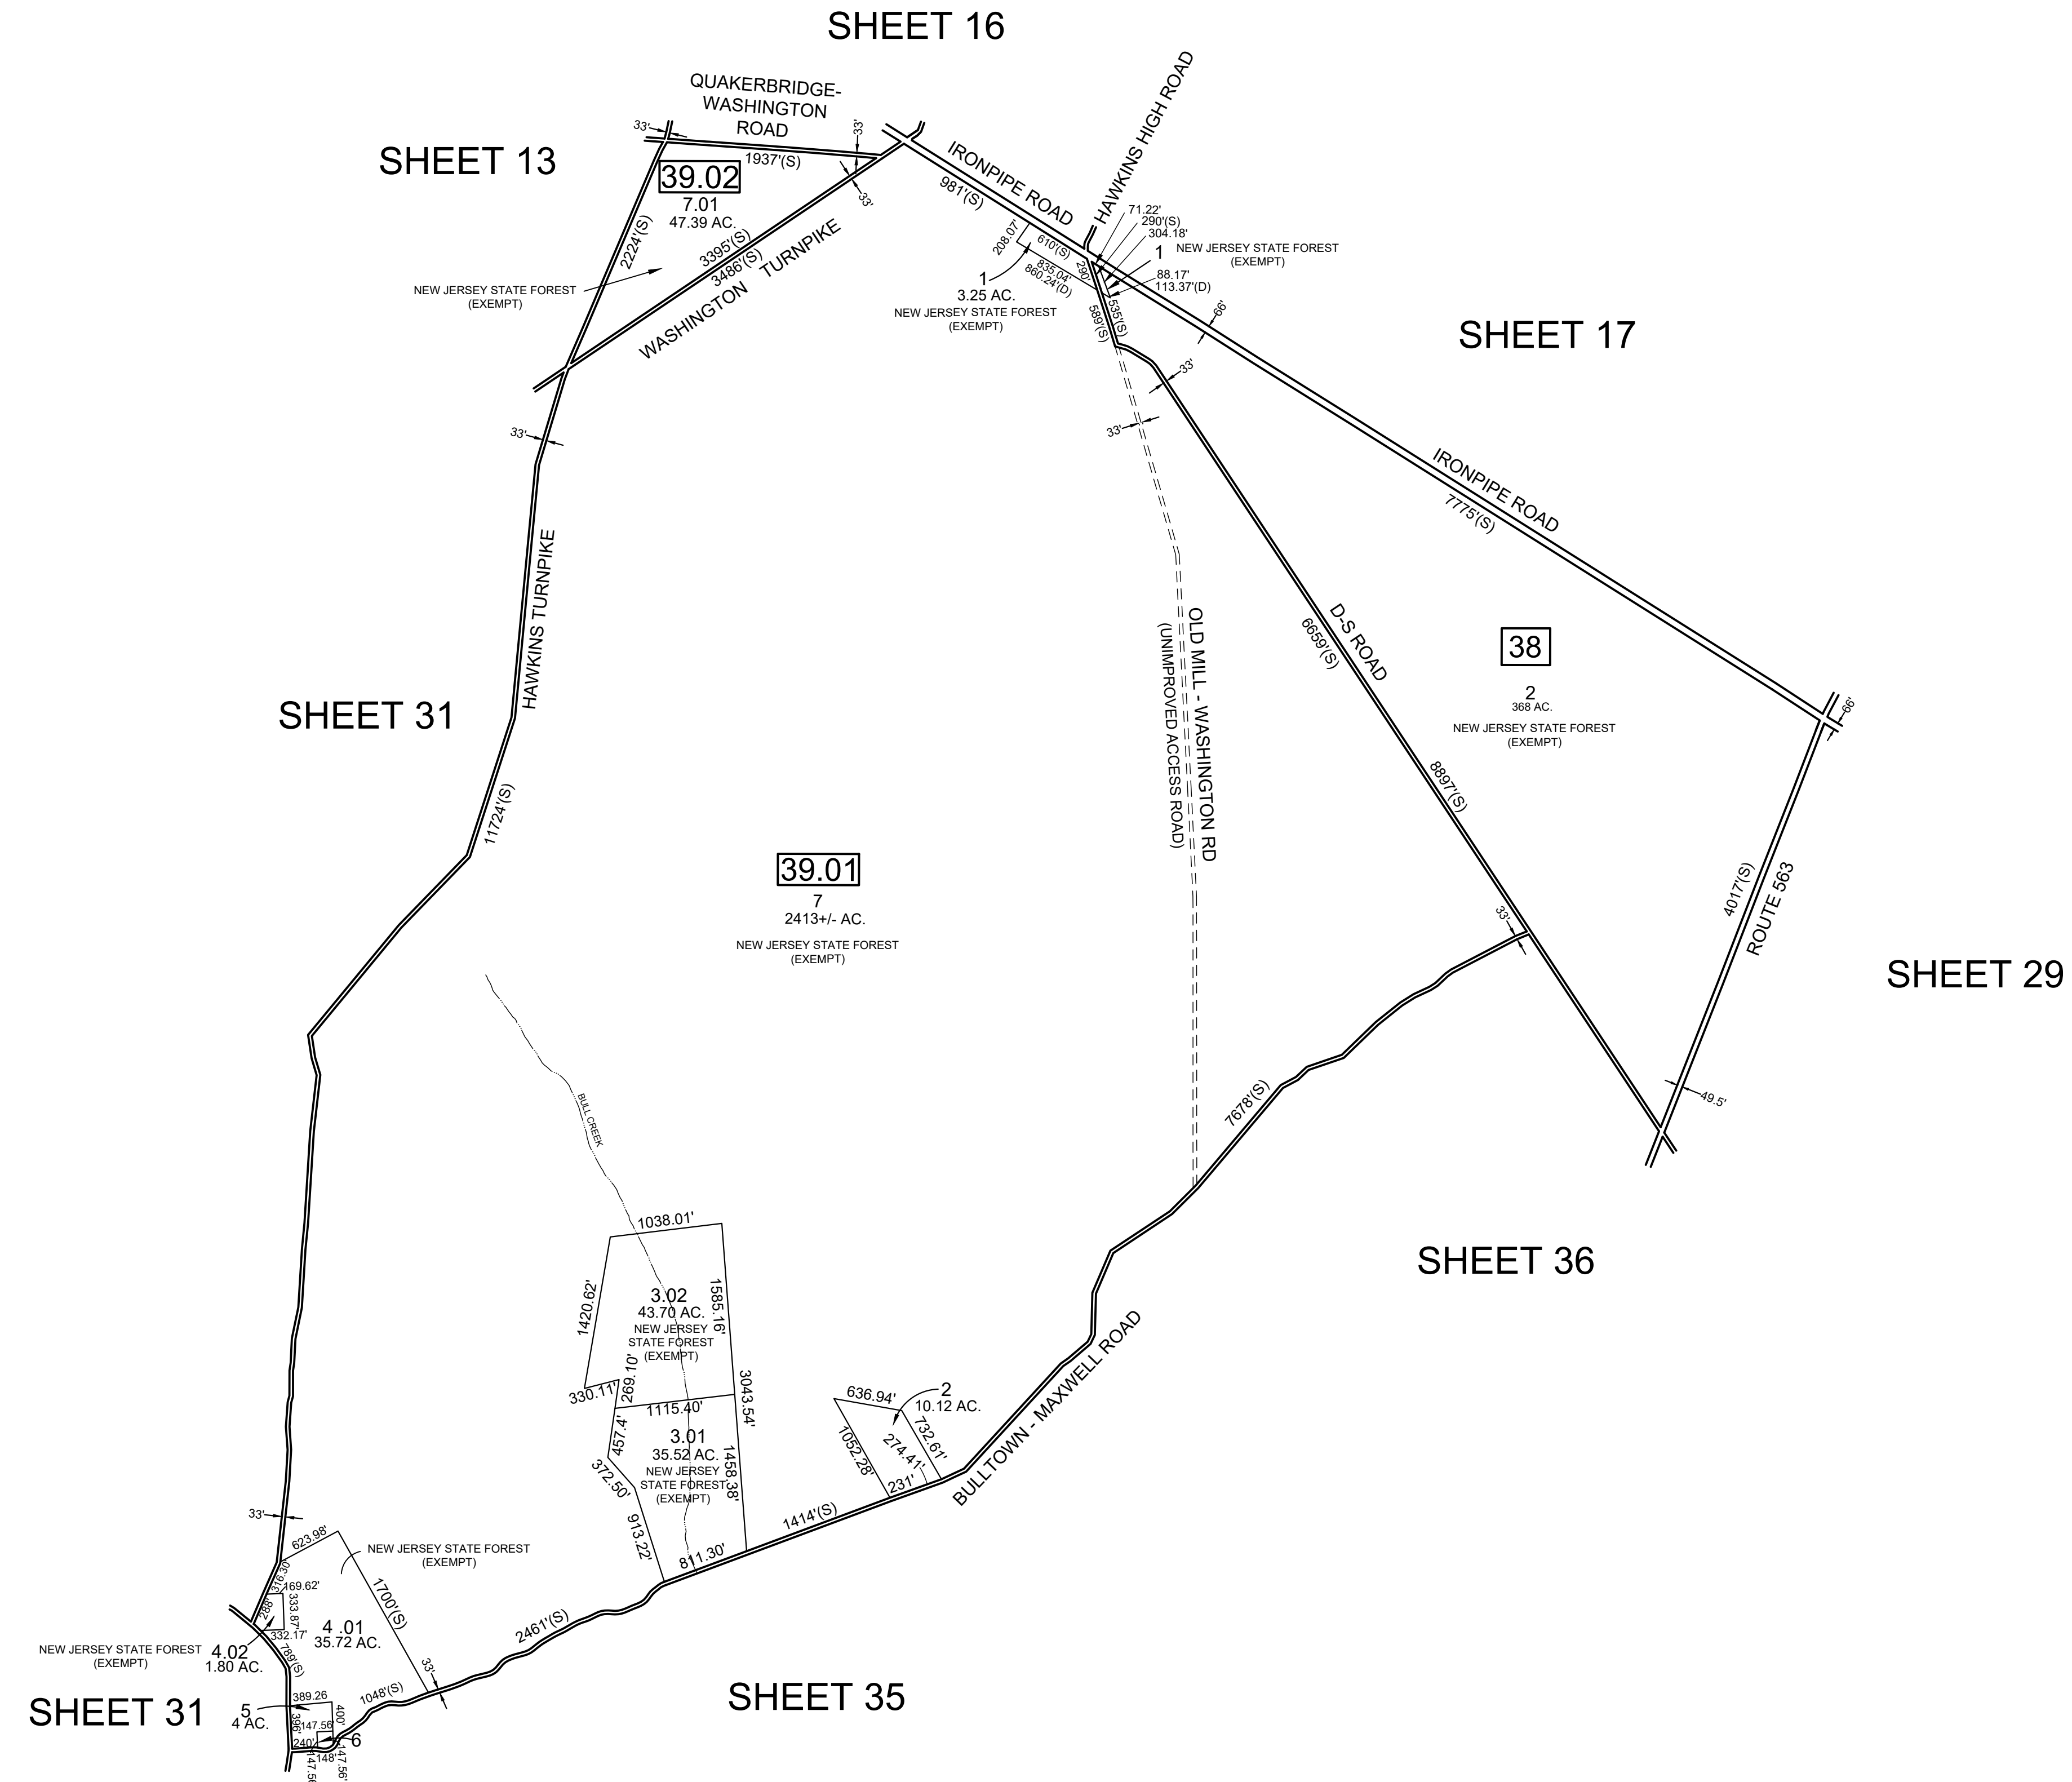 SHEET 16
QUAKERBRIDGE-
WASHINGTON
ROAD
33'
33'
1937'(S)
SHEET 13
39.02
7.01
47.39 AC.
2224'(S)
3395'(S)
3486'(S)
WASHINGTON TURNPIKE
33'
NEW JERSEY STATE FOREST
(EXEMPT)
IRONPIPE ROAD
981'(S)
HAWKINS HIGH ROAD
71.22'
290'(S)
304.18'
1
NEW JERSEY STATE FOREST
(EXEMPT)
88.17'
113.37'(D)
208.07'
610'(S)
290'
835.04'
860.24'(D)
1
3.25 AC.
NEW JERSEY STATE FOREST
(EXEMPT)
535'(S)
589'(S)
66'
SHEET 17
33'
33'
33'
IRONPIPE ROAD
7775'(S)
HAWKINS TURNPIKE
OLD MILL - WASHINGTON RD
(UNIMPROVED ACCESS ROAD)
D-S ROAD
6659'(S)
38
2
368 AC.
NEW JERSEY STATE FOREST
(EXEMPT)
66'
SHEET 31
11724'(S)
8897'(S)
39.01
7
2413+/- AC.
NEW JERSEY STATE FOREST
(EXEMPT)
4017'(S)
ROUTE 563
33'
SHEET 29
49.5'
BULL CREEK
7678'(S)
SHEET 36
1038.01'
1420.62'
3.02
43.70 AC.
NEW JERSEY
STATE FOREST
(EXEMPT)
1585.16'
330.11'
269.10'
1115.40'
3043.54'
457.4'
3.01
35.52 AC.
NEW JERSEY
STATE FOREST
(EXEMPT)
1458.38'
372.50'
913.22'
811.30'
636.94'
2
10.12 AC.
732.61'
274.41'
1052.28'
231'
1414'(S)
BULLTOWN - MAXWELL ROAD
33'
623.98'
NEW JERSEY STATE FOREST
(EXEMPT)
316.30'
169.62'
288'
333.87'
332.17'
1700'(S)
4 .01
35.72 AC.
NEW JERSEY STATE FOREST
(EXEMPT)
4.02
1.80 AC.
789'(S)
2461'(S)
33'
1048'(S)
SHEET 31
5
4 AC.
389.26
396'
400'
147.56'
240'
6
148'
147.56'
147.56'
SHEET 35